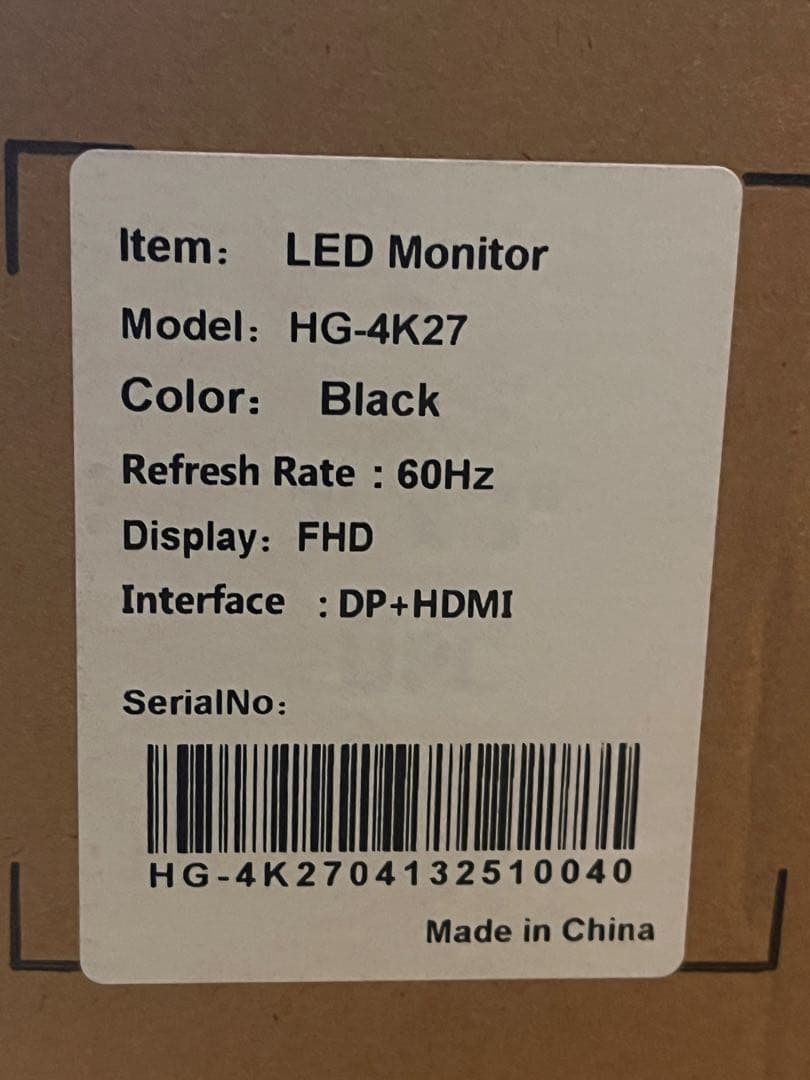 Item: LED Monitor
Model: HG-4K27
Color: Black
Refresh Rate : 60Hz
Display: FHD
Interface : DP+HDMI
SerialNo:
HG-4K2704132510040
Made in China